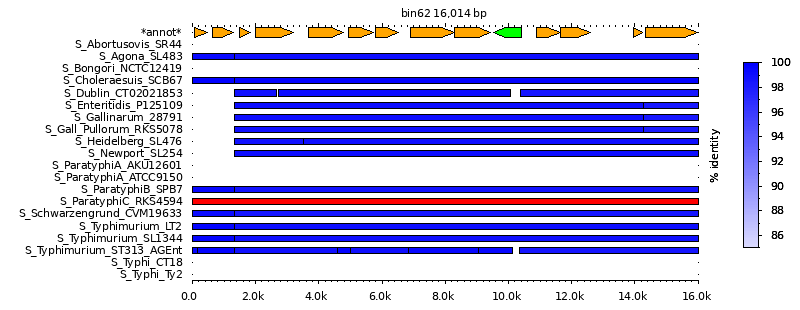 bin62 16,014 bp
*annot*
S_Abortusovis_SR44
S_Agona_SL483
S_Bongori_NCTC12419
S_Choleraesuis_SCB67
S_Dublin_CT02021853
S_Enteritidis_P125109
S_Gallinarum_28791
S_Gall_Pullorum_RKS5078
S_Heidelberg_SL476
S_Newport_SL254
S_ParatyphiA_AKU12601
S_ParatyphiA_ATCC9150
S_ParatyphiB_SPB7
S_ParatyphiC_RKS4594
S_Schwarzengrund_CVM19633
S_Typhimurium_LT2
S_Typhimurium_SL1344
S_Typhimurium_ST313_AGEnt
S_Typhi_CT18
S_Typhi_Ty2
0.0 2.0k 4.0k 6.0k 8.0k 10.0k 12.0k 14.0k 16.0k
% identity
100
98
96
94
92
90
88
86